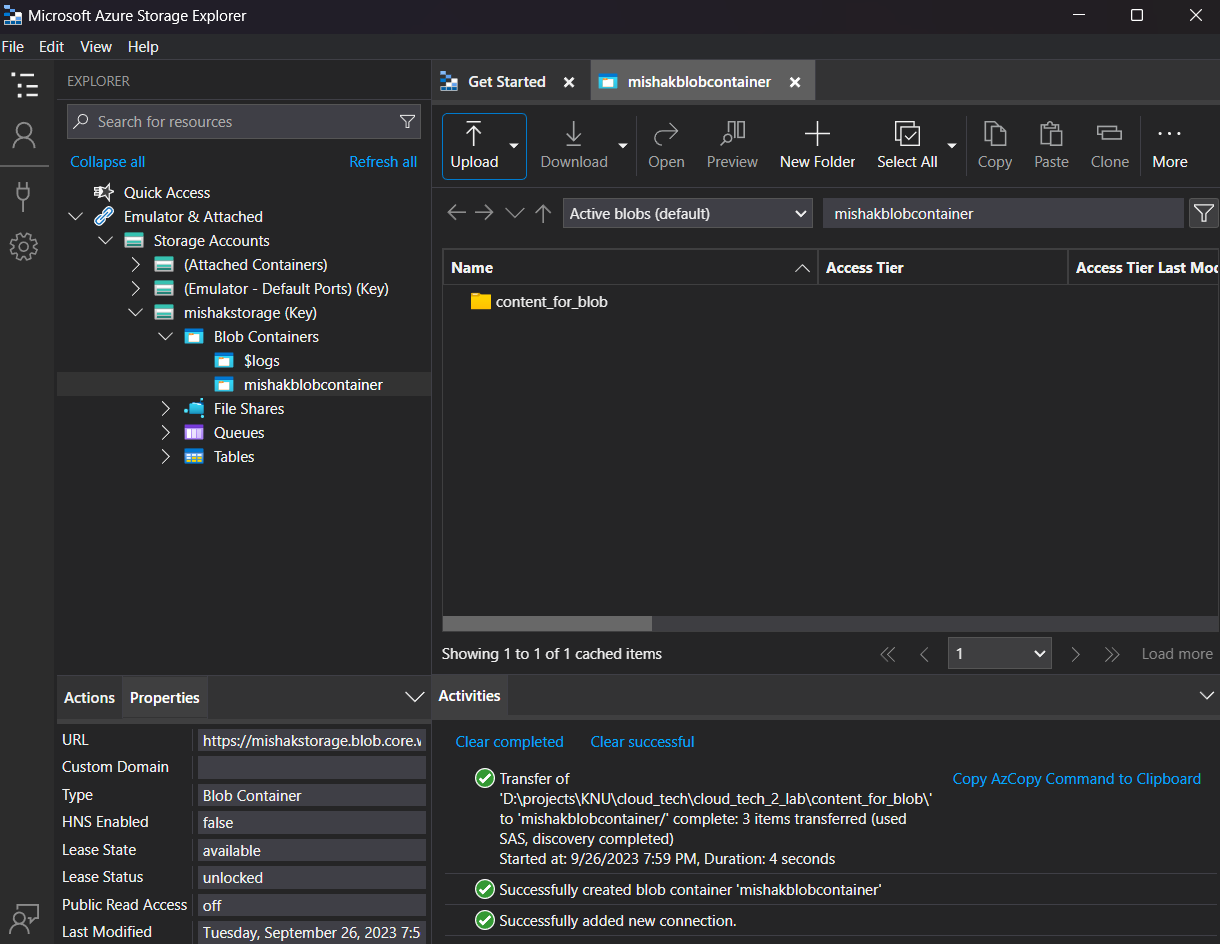 Microsoft Azure Storage Explorer
File Edit View Help
EXPLORER
Search for resources
Collapse all Refresh all
Quick Access
Emulator & Attached
Storage Accounts
(Attached Containers)
(Emulator - Default Ports) (Key)
mishakstorage (Key)
Blob Containers
$logs
mishakblobcontainer
File Shares
Queues
Tables
Actions Properties
URL https://mishakstorage.blob.core.w
Custom Domain
Type Blob Container
HNS Enabled false
Lease State available
Lease Status unlocked
Public Read Access off
Last Modified Tuesday, September 26, 2023 7:5
Get Started mishakblobcontainer
Upload Download Open Preview New Folder Select All Copy Paste Clone More
Active blobs (default) mishakblobcontainer
Name Access Tier Access Tier Last Moc
content_for_blob
Showing 1 to 1 of 1 cached items 1 Load more
Activities
Clear completed Clear successful
Transfer of Copy AzCopy Command to Clipboard
'D:\projects\KNU\cloud_tech\cloud_tech_2_lab\content_for_blob\'
to 'mishakblobcontainer/' complete: 3 items transferred (used
SAS, discovery completed)
Started at: 9/26/2023 7:59 PM, Duration: 4 seconds
Successfully created blob container 'mishakblobcontainer'
Successfully added new connection.